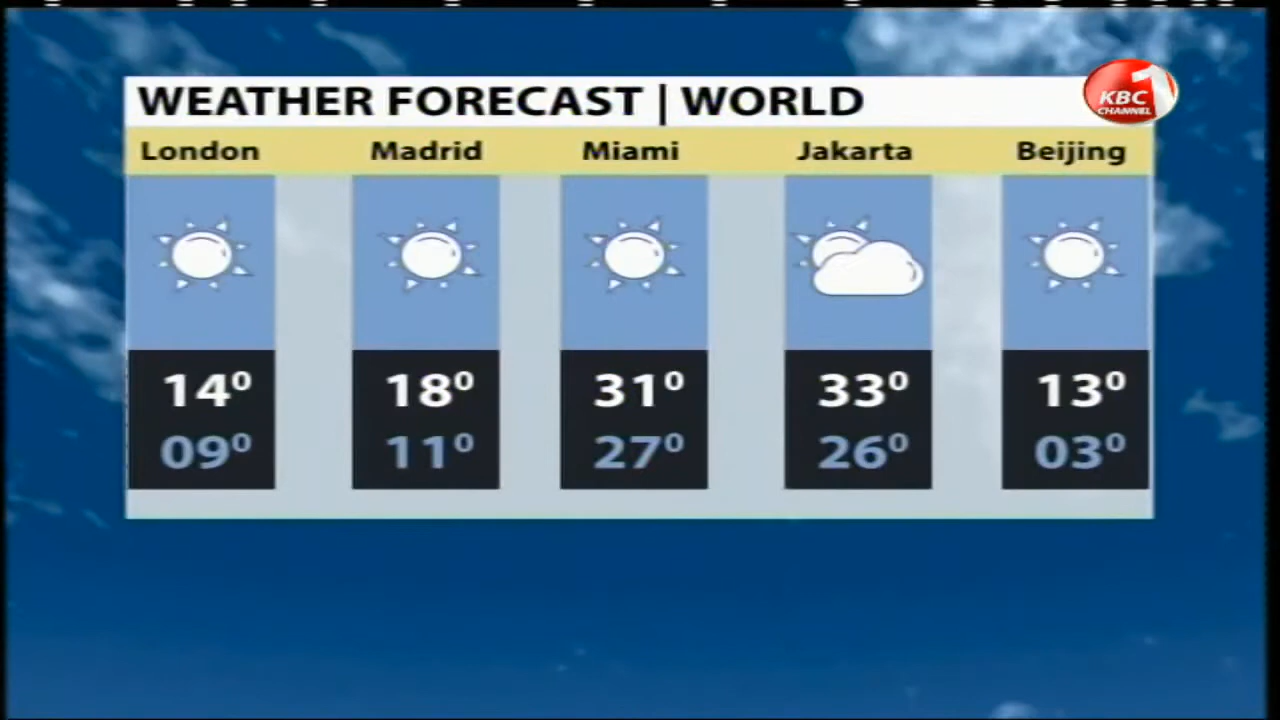 WEATHER FORECAST | WORLD
KBC 1
CHANNEL
London Madrid Miami Jakarta Beijing
14⁰ 18⁰ 31⁰ 33⁰ 13⁰
09⁰ 11⁰ 27⁰ 26⁰ 03⁰